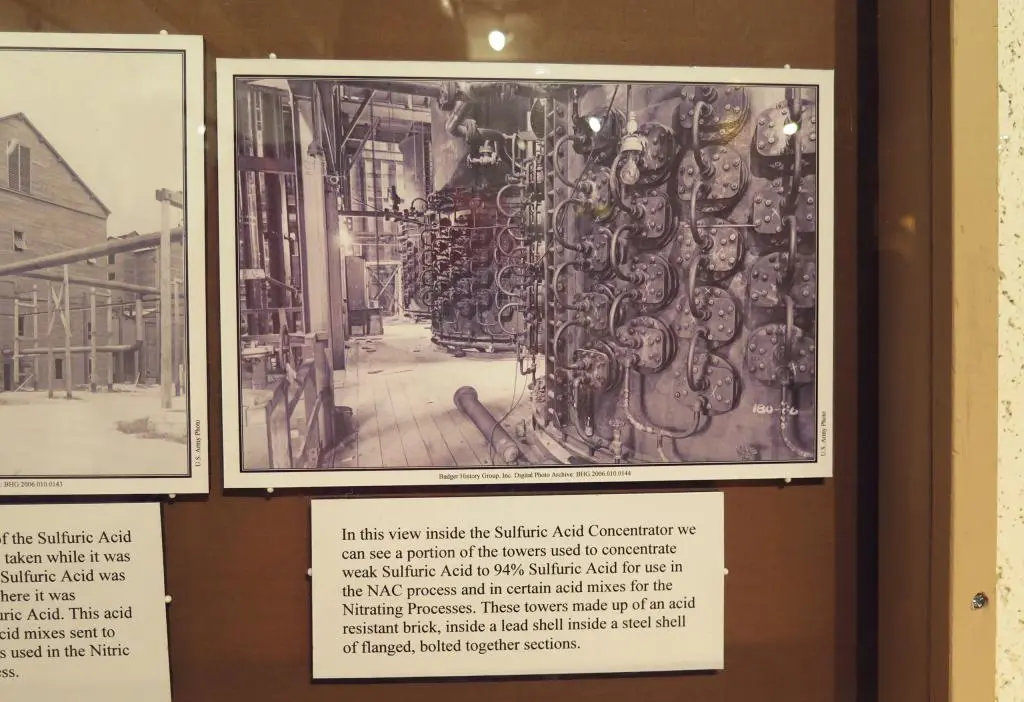 180-
U.S. Army Photo
U.S. Army Photo
: BHG.2006.010.0143
Badger History Group, Inc. Digital Photo Archive: BHG.2006.010.0144
of the Sulfuric Acid
taken while it was
Sulfuric Acid was
here it was
uric Acid. This acid
cid mixes sent to
s used in the Nitric
ess.
In this view inside the Sulfuric Acid Concentrator we
can see a portion of the towers used to concentrate
weak Sulfuric Acid to 94% Sulfuric Acid for use in
the NAC process and in certain acid mixes for the
Nitrating Processes. These towers made up of an acid
resistant brick, inside a lead shell inside a steel shell
of flanged, bolted together sections.